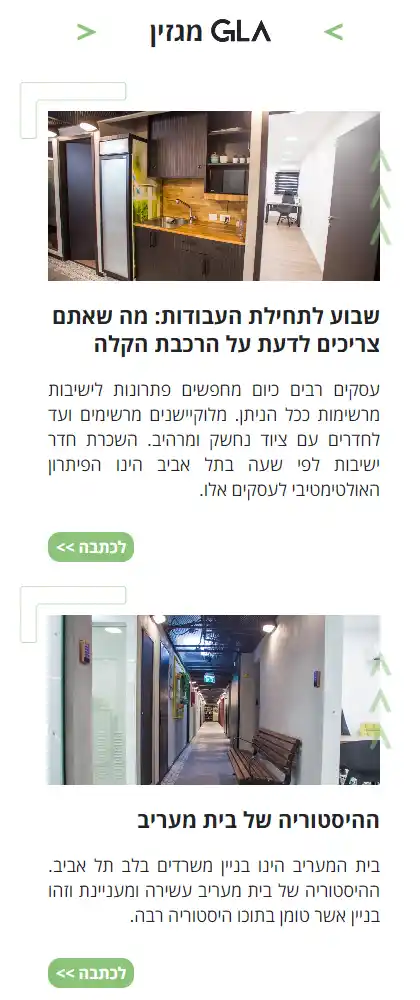 מגזין GLA
שבוע לתחילת העבודות: מה שאתם
צריכים לדעת על הרכבת הקלה
עסקים רבים כיום מחפשים פתרונות לישיבות
מרשימות ככל הניתן. מלוקיישנים מרשימים ועד
לחדרים עם ציוד נחשק ומרהיב. השכרת חדר
ישיבות לפי שעה בתל אביב הינו הפיתרון
האולטימטיבי לעסקים אלו.
לכתבה >>
ההיסטוריה של בית מעריב
בית המעריב הינו בניין משרדים בלב תל אביב.
ההיסטוריה של בית מעריב עשירה ומעניינת וזהו
בניין אשר טומן בתוכו היסטוריה רבה.
לכתבה >>